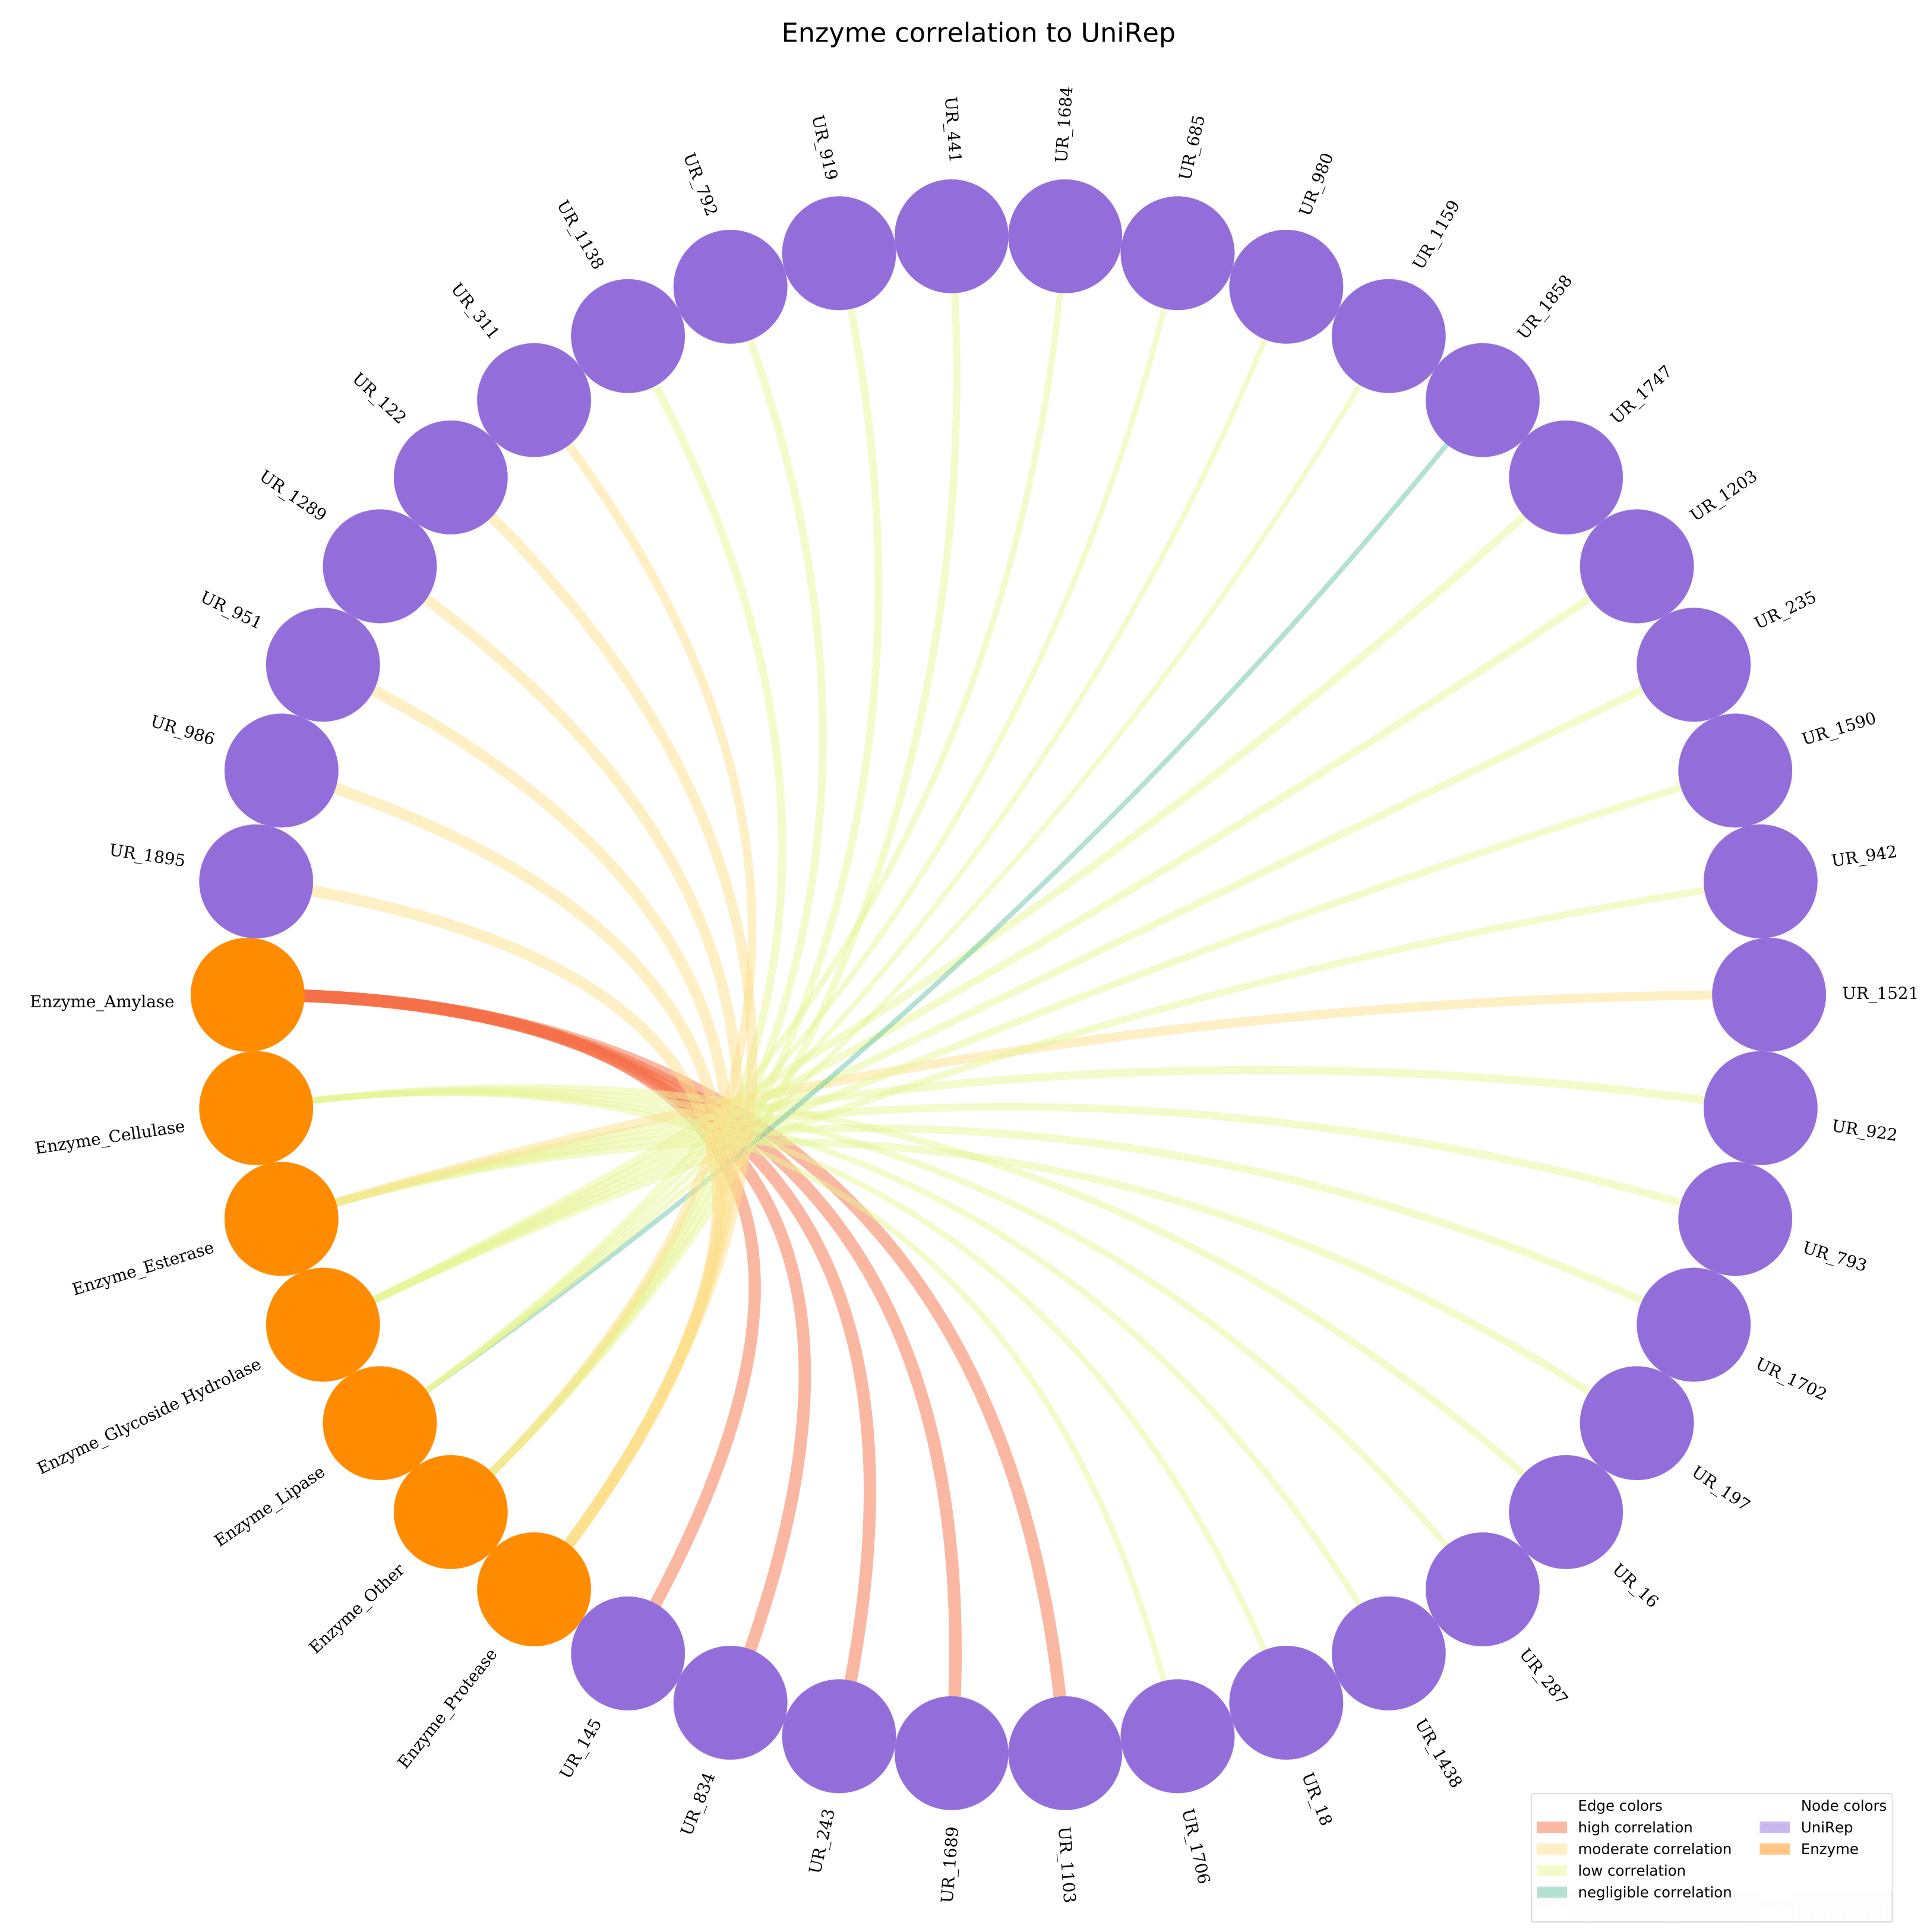 Enzyme correlation to UniRep
UR_441
UR_1684
UR_685
UR_980
UR_1159
UR_1858
UR_1747
UR_1203
UR_235
UR_1590
UR_942
UR_1521
UR_922
UR_793
UR_1702
UR_197
UR_16
UR_287
UR_1438
UR_18
UR_1706
UR_1103
UR_1689
UR_243
UR_834
UR_145
Enzyme_Protease
Enzyme_Other
Enzyme_Lipase
Enzyme_Glycoside Hydrolase
Enzyme_Esterase
Enzyme_Cellulase
Enzyme_Amylase
UR_1895
UR_986
UR_951
UR_1289
UR_122
UR_311
UR_1138
UR_792
UR_919
Edge colors
high correlation
moderate correlation
low correlation
negligible correlation
Node colors
UniRep
Enzyme